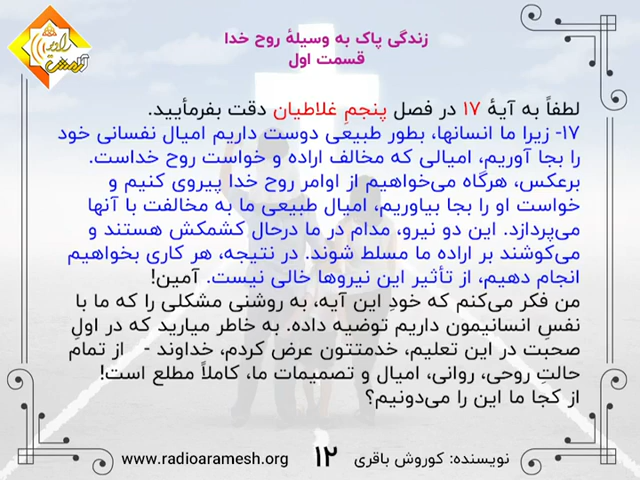 زندگی پاک به وسیلهٔ روح خدا
قسمت اول
لطفاً به آیهٔ ۱۷ در فصل پنجمِ غلاطیان دقت بفرمأیید.
۱۷- زیرا ما انسانها، بطور طبیعی دوست داریم امیال نفسانی خود
را بجا آوریم، امیالی که مخالف اراده و خواست روح خداست.
برعکس، هرگاه می‌خواهیم از اوامر روح خدا پیروی کنیم و
خواست او را بجا بیاوریم، امیال طبیعی ما به مخالفت با آنها
می‌پردازد. این دو نیرو، مدام در ما درحال کشمکش هستند و
می‌کوشند بر اراده ما مسلط شوند. در نتیجه، هر کاری بخواهیم
انجام دهیم، از تأثیر این نیروها خالی نیست. آمین!
من فکر می‌کنم که خودِ این آیه، به روشنی مشکلی را که ما با
نفسِ انسانیمون داریم توضیه داده. به خاطر میارید که در اولِ
صحبت در این تعلیم، خدمتتون عرض کردم، خداوند - از تمام
حالتِ روحی، روانی، امیال و تصمیمات ما، کاملاً مطلع است!
از کجا ما این را می‌دونیم؟
نویسنده: کوروش باقری ۱۲ www.radioaramesh.org